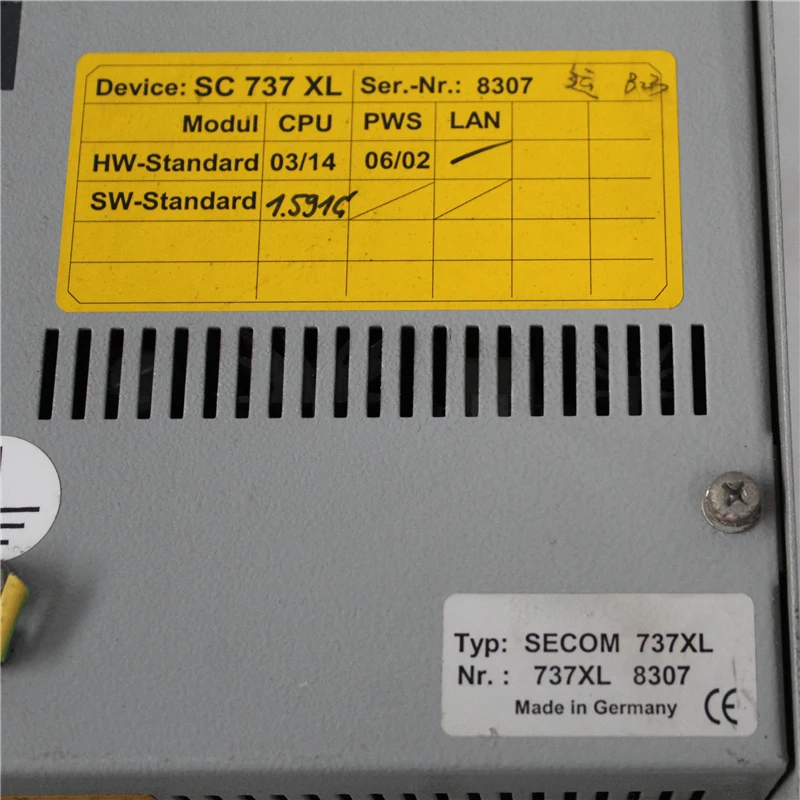 Device: SC 737 XL Ser.-Nr.: 8307
Modul CPU PWS LAN
HW-Standard 03/14 06/02
SW-Standard 1.591G
Typ: SECOM 737XL
Nr.: 737XL 8307
Made in Germany CE